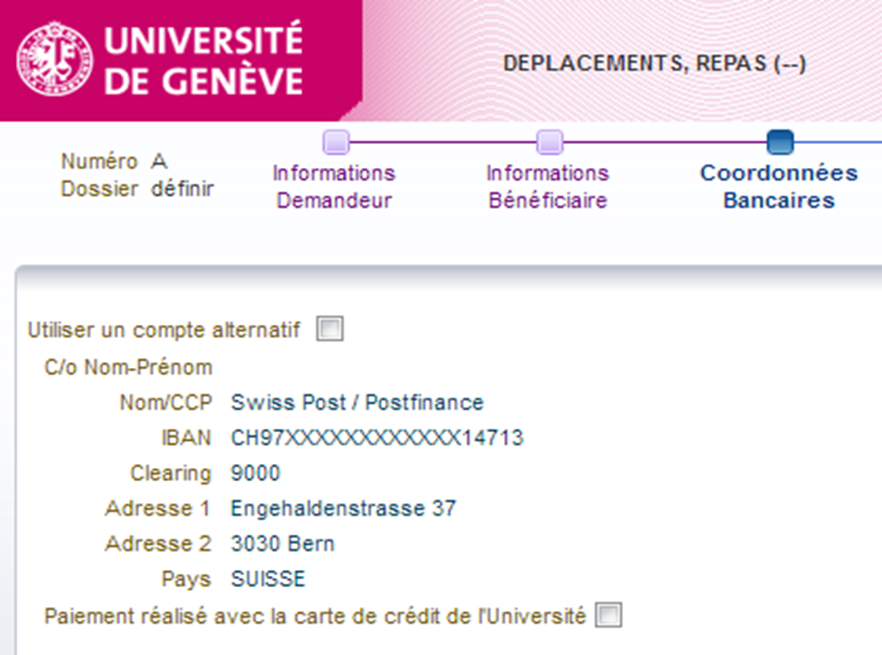 UNIVERSITÉ
DE GENÈVE
DEPLACEMENTS, REPAS (--)
Numéro A
Dossier définir
Informations
Demandeur
Informations
Bénéficiaire
Coordonnées
Bancaires
Utiliser un compte alternatif
C/o Nom-Prénom
Nom/CCP Swiss Post / Postfinance
IBAN CH97XXXXXXXXXXXX14713
Clearing 9000
Adresse 1 Engehaldenstrasse 37
Adresse 2 3030 Bern
Pays SUISSE
Paiement réalisé avec la carte de crédit de l'Université